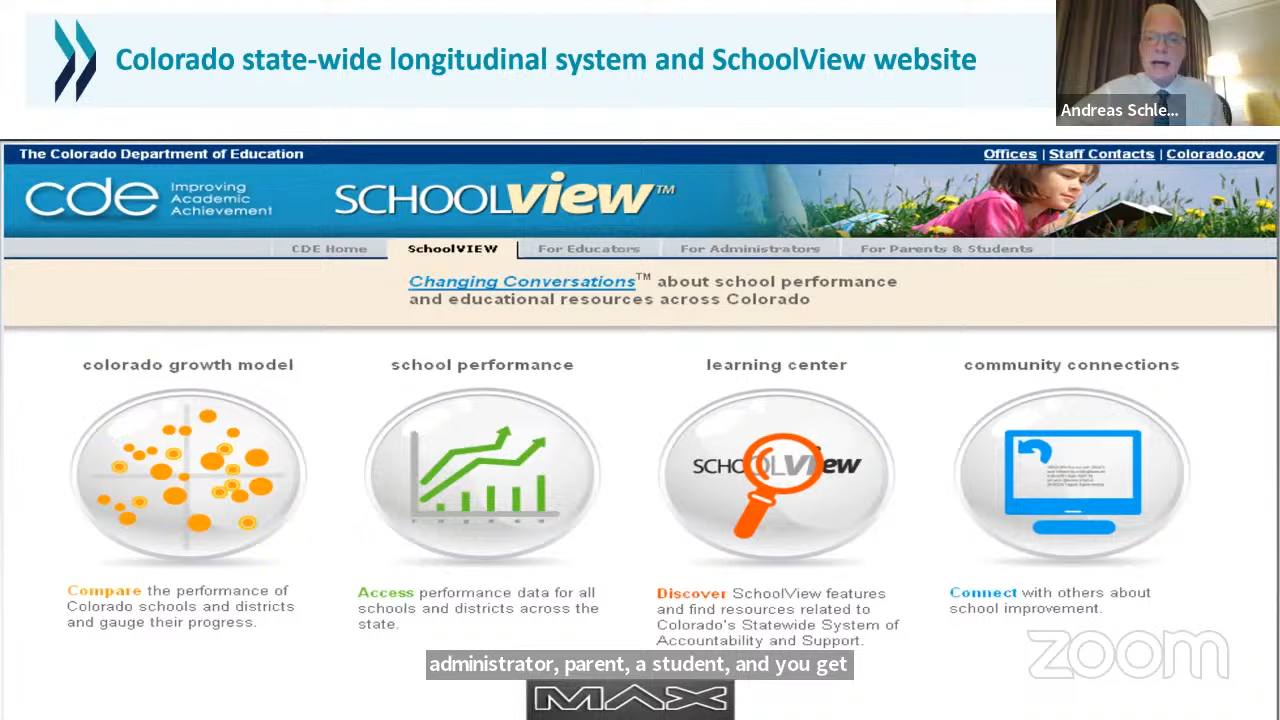 Colorado state-wide longitudinal system and SchoolView website
Andreas Schle...
The Colorado Department of Education
Offices | Staff Contacts | Colorado.gov
cde Improving
Academic
Achievement
SCHOOLview™
CDE Home
SchoolVIEW
For Educators
For Administrators
For Parents & Students
Changing Conversations™ about school performance
and educational resources across Colorado
colorado growth model
school performance
learning center
community connections
SCHOOLVIew
Compare the performance of
Colorado schools and districts
and gauge their progress.
Access performance data for all
schools and districts across the
state.
Discover SchoolView features
and find resources related to
Colorado's Statewide System of
Accountability and Support.
Connect with others about
school improvement.
administrator, parent, a student, and you get
zoom
MAX